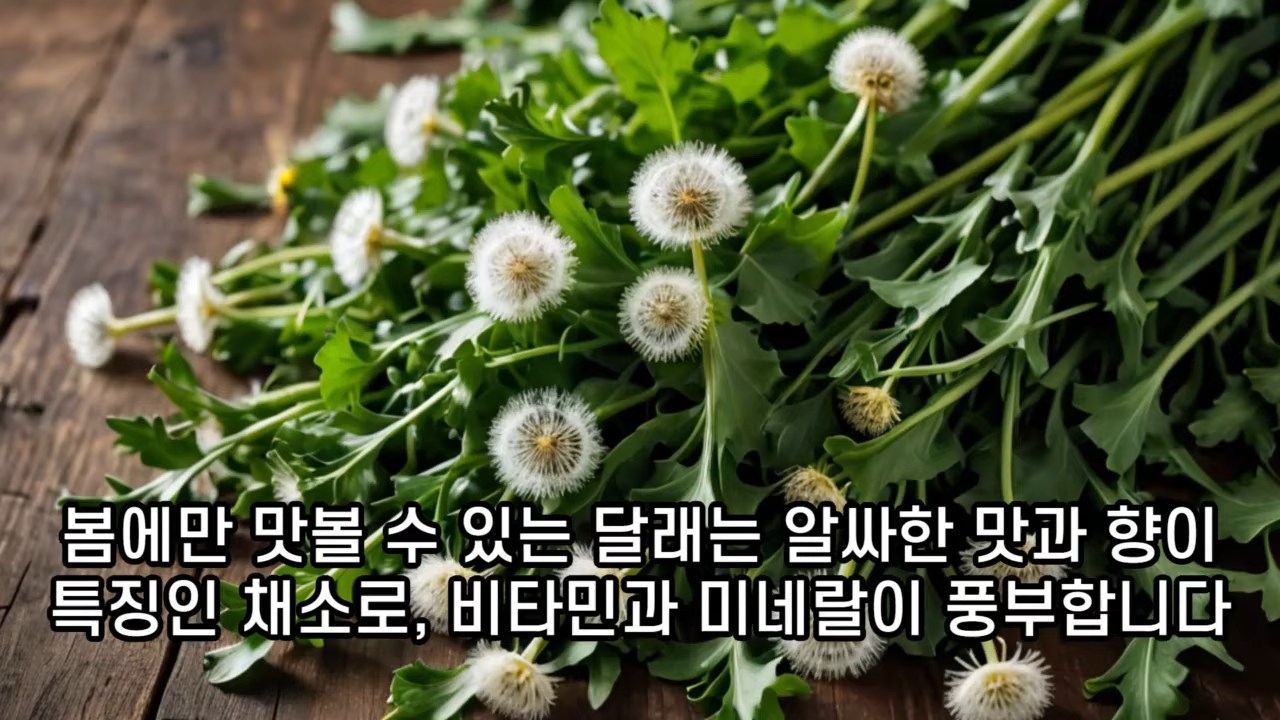 봄에만 맛볼 수 있는 달래는 알싸한 맛과 향이
특징인 채소로, 비타민과 미네랄이 풍부합니다